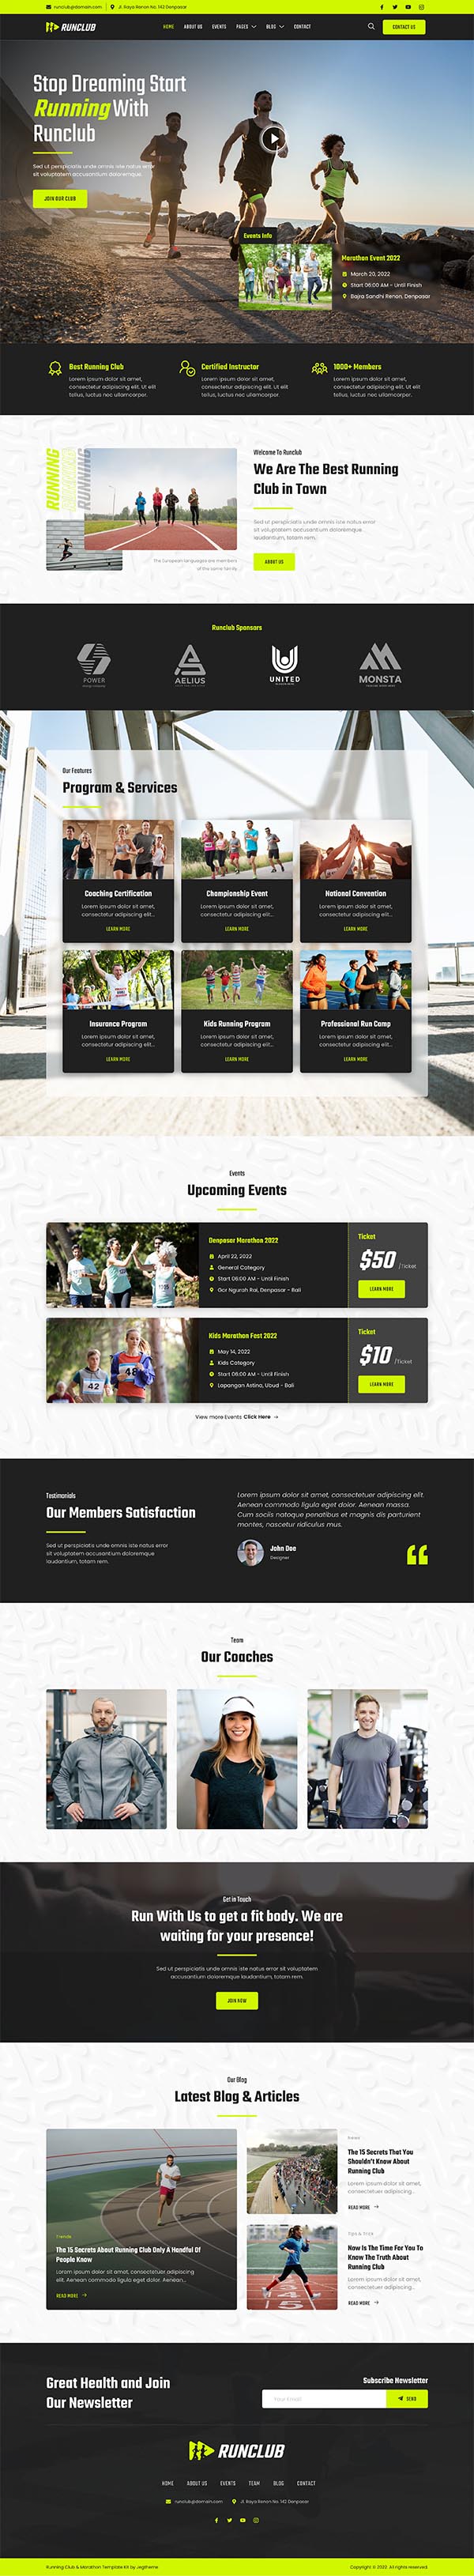 runclub@domain.com Jl. Raya Renon No. 142 Denpasar
RUNCLUB HOME ABOUT US EVENTS PAGES BLOG CONTACT CONTACT US
Stop Dreaming Start
Running With
Runclub
Sed ut perspiciatis unde omnis iste natus error
sit voluptatem accusantium doloremque.
JOIN OUR CLUB
Events Info
Marathon Event 2022
March 20, 2022
Start 06:00 AM - Until Finish
Bajra Sandhi Renon, Denpasar
Best Running Club
Lorem ipsum dolor sit amet,
consectetur adipiscing elit. Ut elit
tellus, luctus nec ullamcorper.
Certified Instructor
Lorem ipsum dolor sit amet,
consectetur adipiscing elit. Ut elit
tellus, luctus nec ullamcorper.
1000+ Members
Lorem ipsum dolor sit amet,
consectetur adipiscing elit. Ut elit
tellus, luctus nec ullamcorper.
RUNNING
RUNNING
RUNNING
The European languages are members
of the same family.
Welcome To Runclub
We Are The Best Running
Club in Town
Sed ut perspiciatis unde omnis iste natus error
sit voluptatem accusantium doloremque
laudantium, totam rem.
ABOUT US
Runclub Sponsors
POWER
AELIUS
UNITED
MONSTA
Our Features
Program & Services
Coaching Certification
Lorem ipsum dolor sit amet,
consectetur adipiscing elit...
LEARN MORE
Championship Event
Lorem ipsum dolor sit amet,
consectetur adipiscing elit...
LEARN MORE
National Convention
Lorem ipsum dolor sit amet,
consectetur adipiscing elit...
LEARN MORE
Insurance Program
Lorem ipsum dolor sit amet,
consectetur adipiscing elit...
LEARN MORE
Kids Running Program
Lorem ipsum dolor sit amet,
consectetur adipiscing elit...
LEARN MORE
Professional Run Camp
Lorem ipsum dolor sit amet,
consectetur adipiscing elit...
LEARN MORE
Events
Upcoming Events
Denpasar Marathon 2022
April 22, 2022
General Category
Start 06:00 AM - Until Finish
Gor Ngurah Rai, Denpasar - Bali
Ticket
$50 /Ticket
LEARN MORE
42
48
Kids Marathon Fest 2022
May 14, 2022
Kids Category
Start 06:00 AM - Until Finish
Lapangan Astina, Ubud - Bali
Ticket
$10 /Ticket
LEARN MORE
View more Events Click Here
Testimonials
Our Members Satisfaction
Sed ut perspiciatis unde omnis iste natus error
sit voluptatem accusantium doloremque
laudantium, totam rem.
Lorem ipsum dolor sit amet, consectetuer adipiscing elit.
Aenean commodo ligula eget dolor. Aenean massa.
Cum sociis natoque penatibus et magnis dis parturient
montes, nascetur ridiculus mus.
John Doe
Designer
Team
Our Coaches
Get in Touch
Run With Us to get a fit body. We are
waiting for your presence!
Sed ut perspiciatis unde omnis iste natus error sit voluptatem
accusantium doloremque laudantium, totam rem.
JOIN NOW
Our Blog
Latest Blog & Articles
Trends
The 15 Secrets About Running Club Only A Handful Of
People Know
Lorem ipsum dolor sit amet, consectetuer adipiscing
elit. Aenean commodo ligula eget dolor. Aenean...
READ MORE
News
The 15 Secrets That You
Shouldn't Know About
Running Club
Lorem ipsum dolor sit amet,
consectetuer adipiscing...
READ MORE
Tips & Trick
Now Is The Time For You To
Know The Truth About
Running Club
Lorem ipsum dolor sit amet,
consectetuer adipiscing...
READ MORE
Great Health and Join
Our Newsletter
Subscribe Newsletter
Your Email
SEND
RUNCLUB
HOME ABOUT US EVENTS TEAM BLOG CONTACT
runclub@domain.com Jl. Raya Renon No. 142 Denpasar
Running Club & Marathon Template Kit by Jegtheme
Copyright © 2022. All rights reserved.